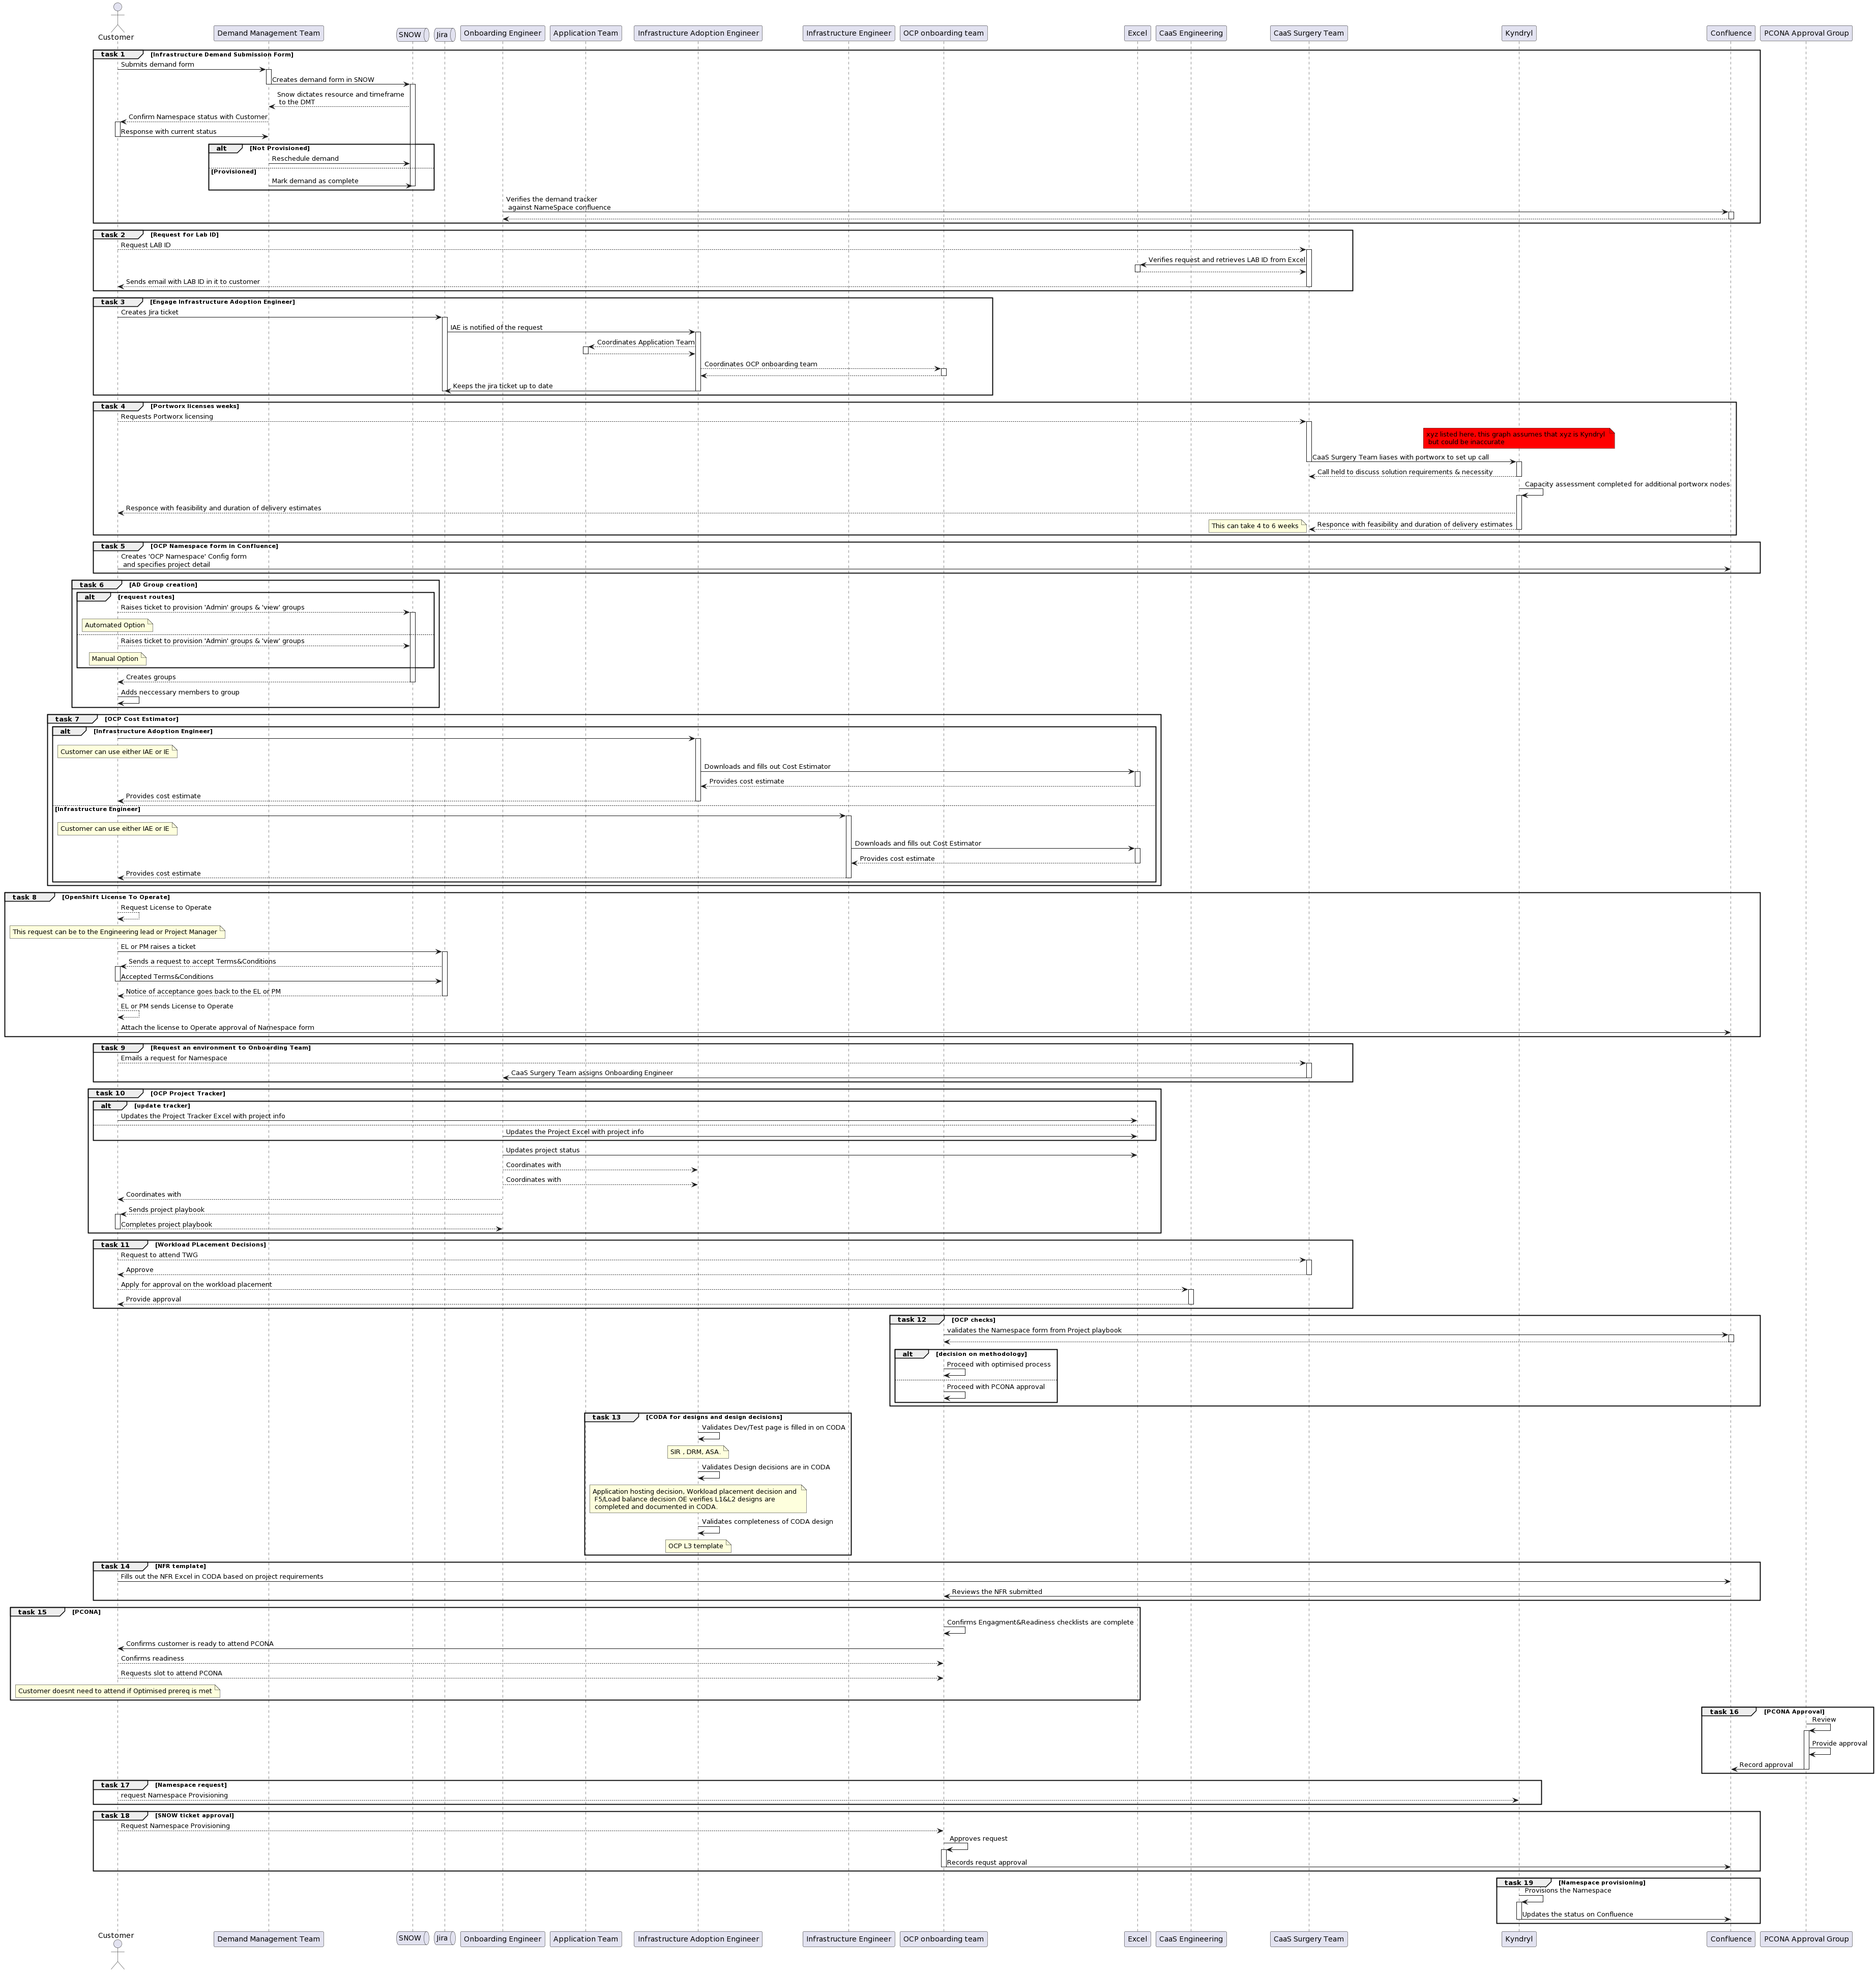 Customer
Demand Management Team
SNOW
Jira
Onboarding Engineer
Application Team
Infrastructure Adoption Engineer
Infrastructure Engineer
OCP onboarding team
Excel
CaaS Engineering
CaaS Surgery Team
Kyndryl
Confluence
PCONA Approval Group
task 1 [Infrastructure Demand Submission Form]
Submits demand form
Creates demand form in SNOW
Snow dictates resource and timeframe
to the DMT
Confirm Namespace status with Customer
Response with current status
alt [Not Provisioned]
Reschedule demand
[Provisioned]
Mark demand as complete
Verifies the demand tracker
against NameSpace confluence
task 2 [Request for Lab ID]
Request LAB ID
Verifies request and retrieves LAB ID from Excel
Sends email with LAB ID in it to customer
task 3 [Engage Infrastructure Adoption Engineer]
Creates Jira ticket
IAE is notified of the request
Coordinates Application Team
Coordinates OCP onboarding team
Keeps the jira ticket up to date
task 4 [Portworx licenses weeks]
Requests Portworx licensing
xyz listed here, this graph assumes that xyz is Kyndryl
but could be inaccurate
CaaS Surgery Team liases with portworx to set up call
Call held to discuss solution requirements & necessity
Capacity assessment completed for additional portworx nodes
Responce with feasibility and duration of delivery estimates
This can take 4 to 6 weeks
Responce with feasibility and duration of delivery estimates
task 5 [OCP Namespace form in Confluence]
Creates 'OCP Namespace' Config form
and specifies project detail
task 6 [AD Group creation]
alt [request routes]
Raises ticket to provision 'Admin' groups & 'view' groups
Automated Option
Raises ticket to provision 'Admin' groups & 'view' groups
Manual Option
Creates groups
Adds neccessary members to group
task 7 [OCP Cost Estimator]
alt [Infrastructure Adoption Engineer]
Customer can use either IAE or IE
Downloads and fills out Cost Estimator
Provides cost estimate
Provides cost estimate
[Infrastructure Engineer]
Customer can use either IAE or IE
Downloads and fills out Cost Estimator
Provides cost estimate
Provides cost estimate
task 8 [OpenShift License To Operate]
Request License to Operate
This request can be to the Engineering lead or Project Manager
EL or PM raises a ticket
Sends a request to accept Terms&Conditions
Accepted Terms&Conditions
Notice of acceptance goes back to the EL or PM
EL or PM sends License to Operate
Attach the license to Operate approval of Namespace form
task 9 [Request an environment to Onboarding Team]
Emails a request for Namespace
CaaS Surgery Team assigns Onboarding Engineer
task 10 [OCP Project Tracker]
alt [update tracker]
Updates the Project Tracker Excel with project info
Updates the Project Excel with project info
Updates project status
Coordinates with
Coordinates with
Coordinates with
Sends project playbook
Completes project playbook
task 11 [Workload PLacement Decisions]
Request to attend TWG
Approve
Apply for approval on the workload placement
Provide approval
task 12 [OCP checks]
validates the Namespace form from Project playbook
alt [decision on methodology]
Proceed with optimised process
Proceed with PCONA approval
task 13 [CODA for designs and design decisions]
Validates Dev/Test page is filled in on CODA
SIR , DRM, ASA.
Validates Design decisions are in CODA
Application hosting decision, Workload placement decision and
F5/Load balance decision.OE verifies L1&L2 designs are
completed and documented in CODA.
Validates completeness of CODA design
OCP L3 template
task 14 [NFR template]
Fills out the NFR Excel in CODA based on project requirements
Reviews the NFR submitted
task 15 [PCONA]
Confirms Engagment&Readiness checklists are complete
Confirms customer is ready to attend PCONA
Confirms readiness
Requests slot to attend PCONA
Customer doesnt need to attend if Optimised prereq is met
task 16 [PCONA Approval]
Review
Provide approval
Record approval
task 17 [Namespace request]
request Namespace Provisioning
task 18 [SNOW ticket approval]
Request Namespace Provisioning
Approves request
Records requst approval
task 19 [Namespace provisioning]
Provisions the Namespace
Updates the status on Confluence
Customer
Demand Management Team
SNOW
Jira
Onboarding Engineer
Application Team
Infrastructure Adoption Engineer
Infrastructure Engineer
OCP onboarding team
Excel
CaaS Engineering
CaaS Surgery Team
Kyndryl
Confluence
PCONA Approval Group